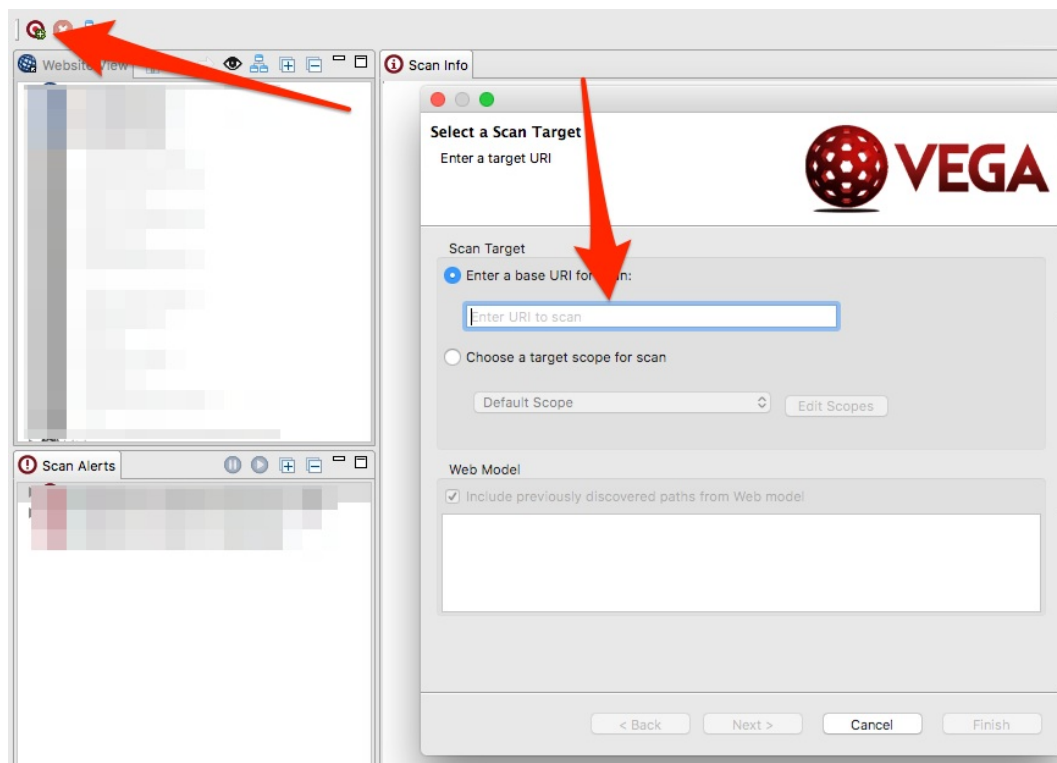 Website View
Scan Info
Select a Scan Target
Enter a target URI
VEGA
Scan Target
Enter a base URI for scan:
Enter URI to scan
Choose a target scope for scan
Default Scope
Edit Scopes
Scan Alerts
Web Model
Include previously discovered paths from Web model
< Back
Next >
Cancel
Finish